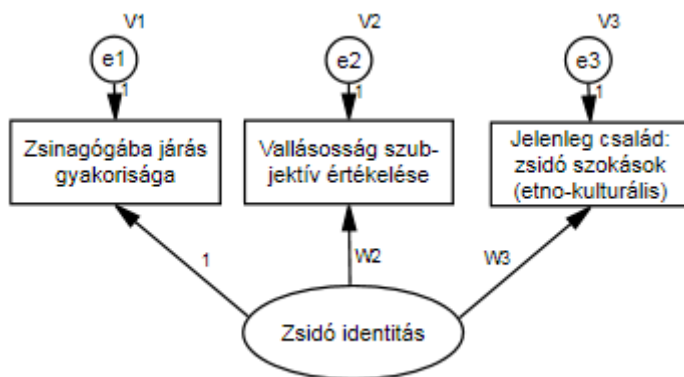 V1
V2
V3
e1
e2
e3
1
1
1
Zsinagógába járás
gyakorisága
Vallásosság szub-
jektív értékelése
Jelenleg család:
zsidó szokások
(etno-kulturális)
1
W2
W3
Zsidó identitás